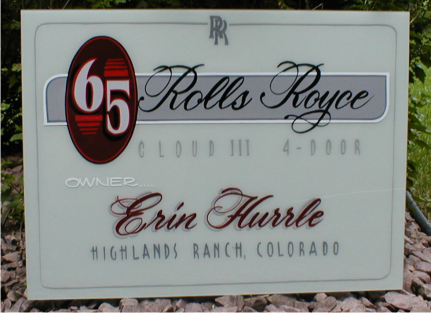 RR
65 Rolls Royce
CLOUD III 4-DOOR
OWNER....
Erin Hurrle
HIGHLANDS RANCH, COLORADO